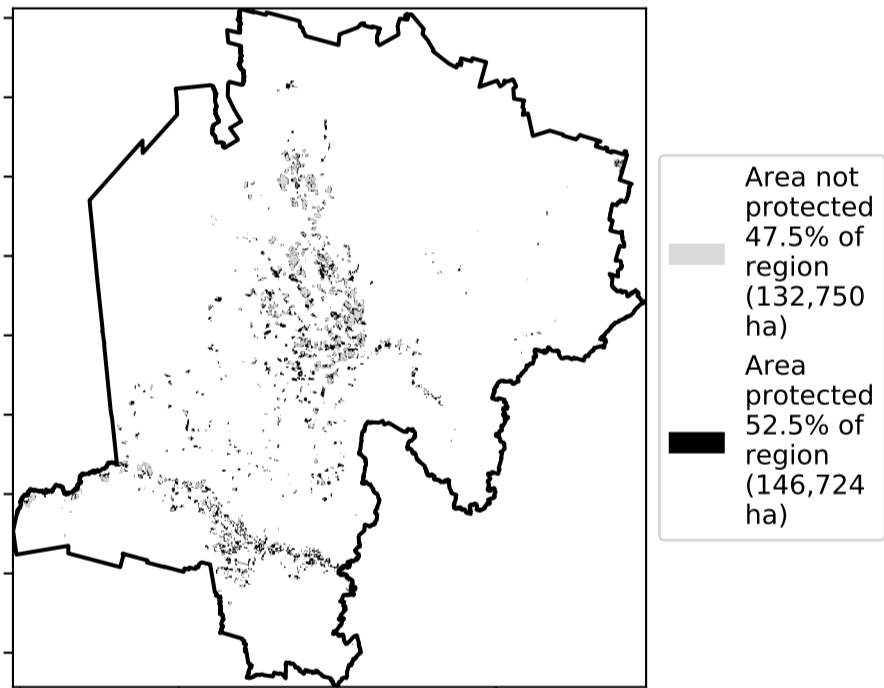 Area not
protected
47.5% of
region
(132,750
ha)
Area
protected
52.5% of
region
(146,724
ha)